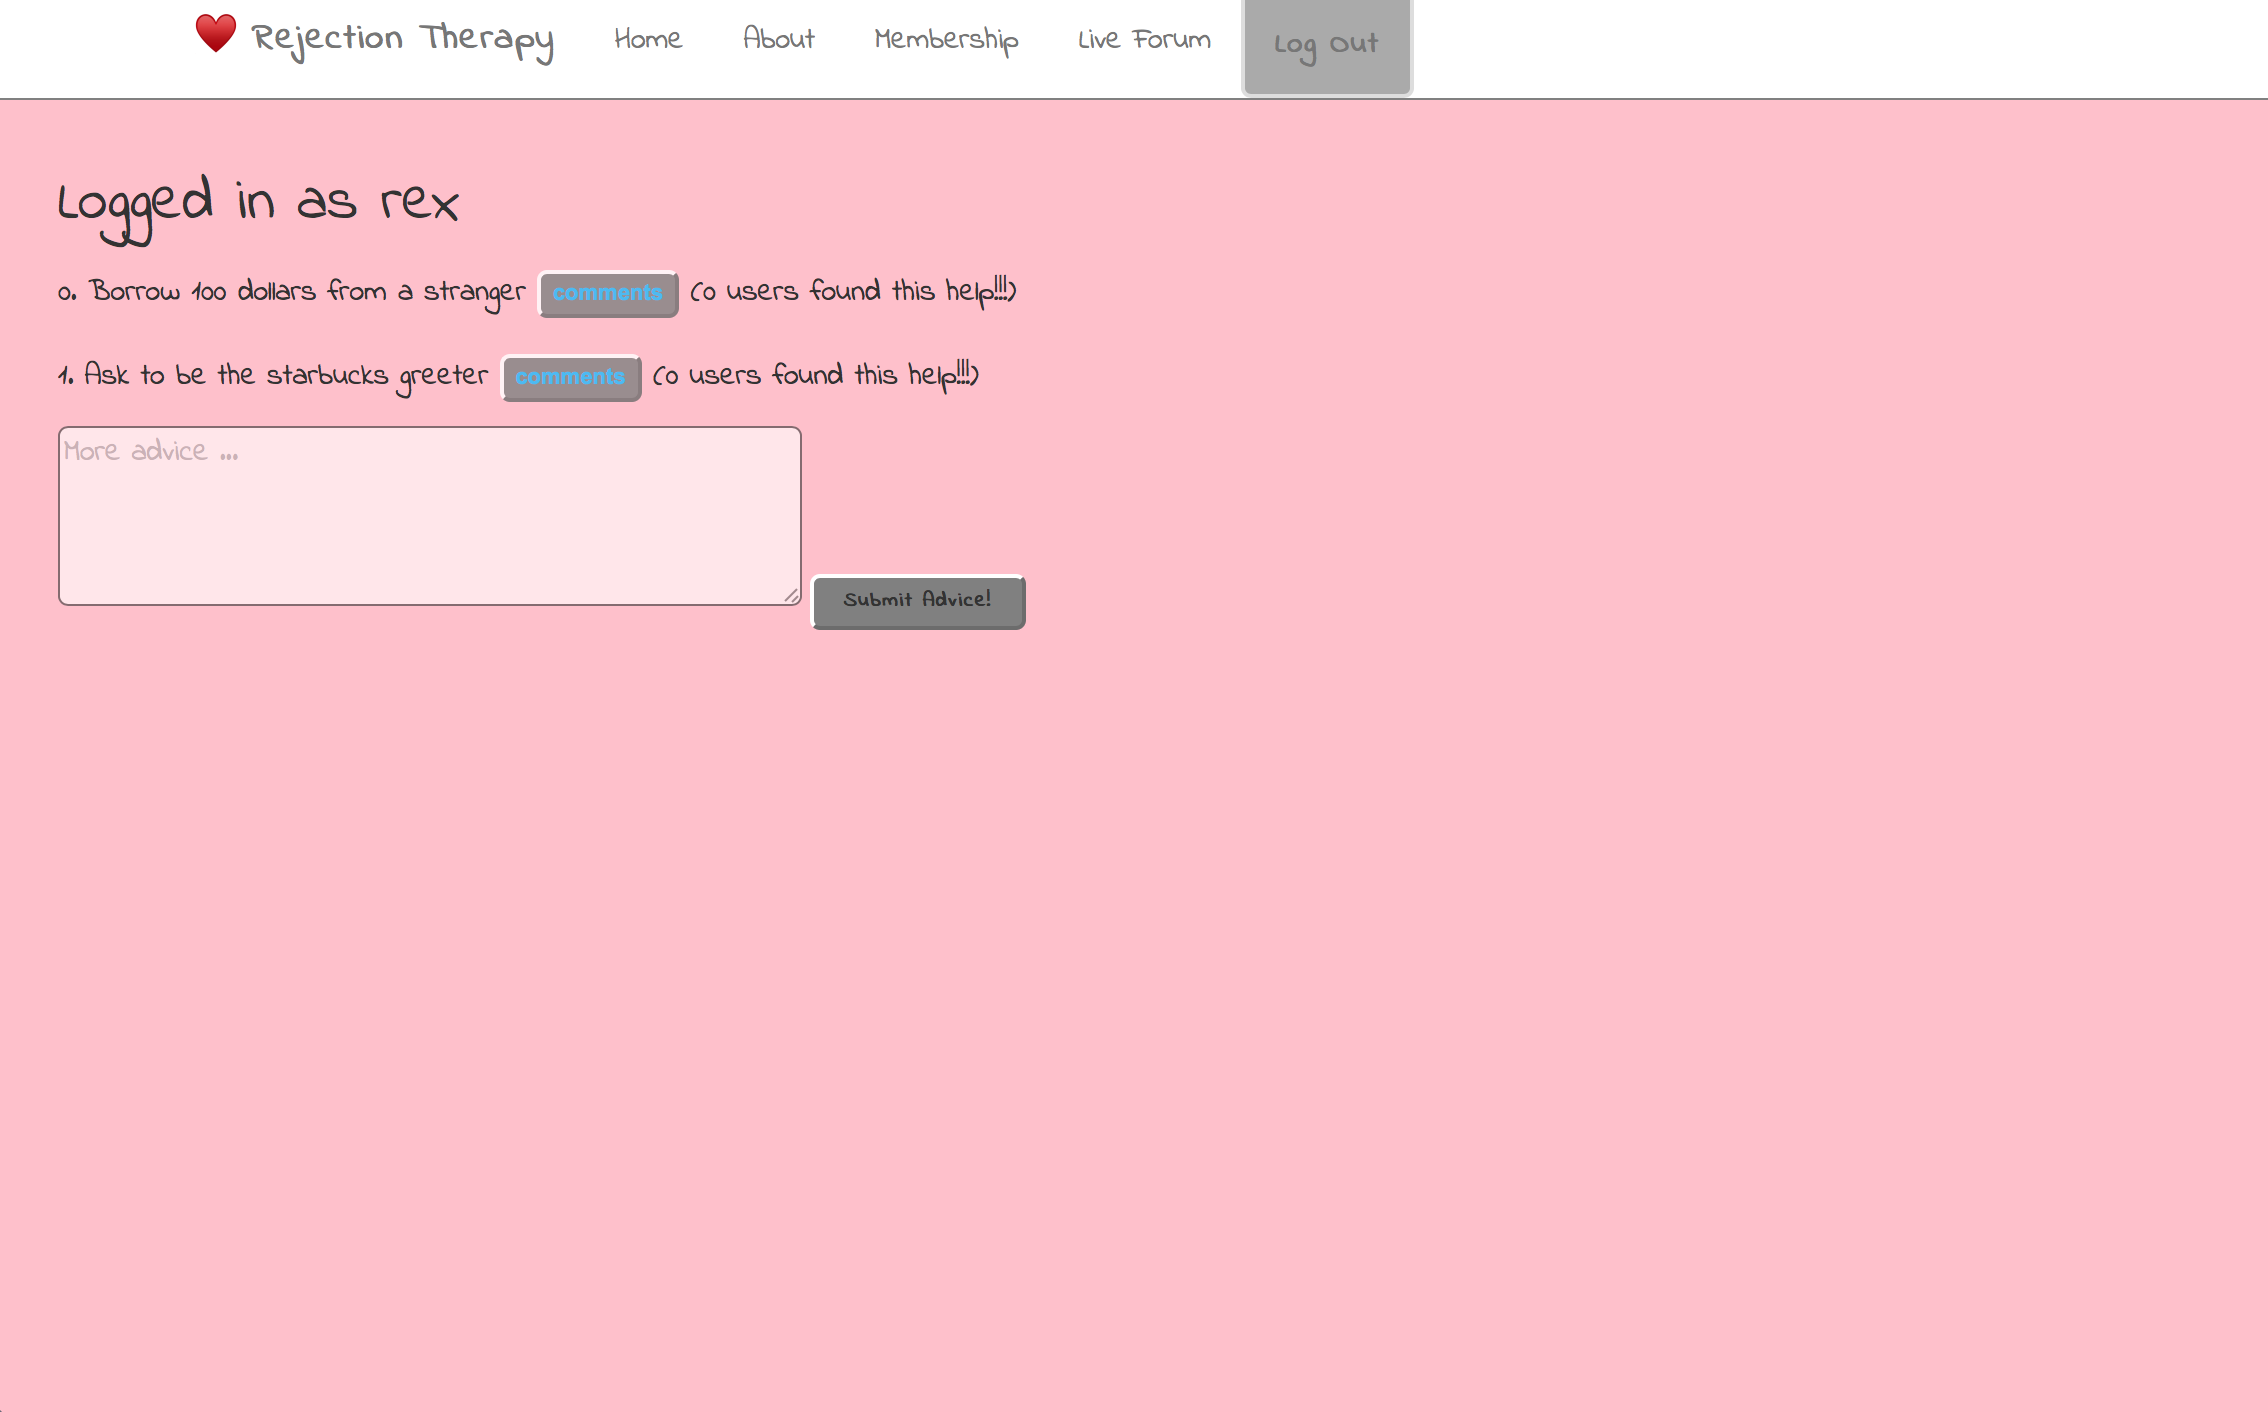 Rejection Therapy Home About Membership Live Forum Log Out
Logged in as rex
0. Borrow 100 dollars from a stranger comments (0 users found this help!!!)
1. Ask to be the starbucks greeter comments (0 users found this help!!!)
More advice ...
Submit Advice!